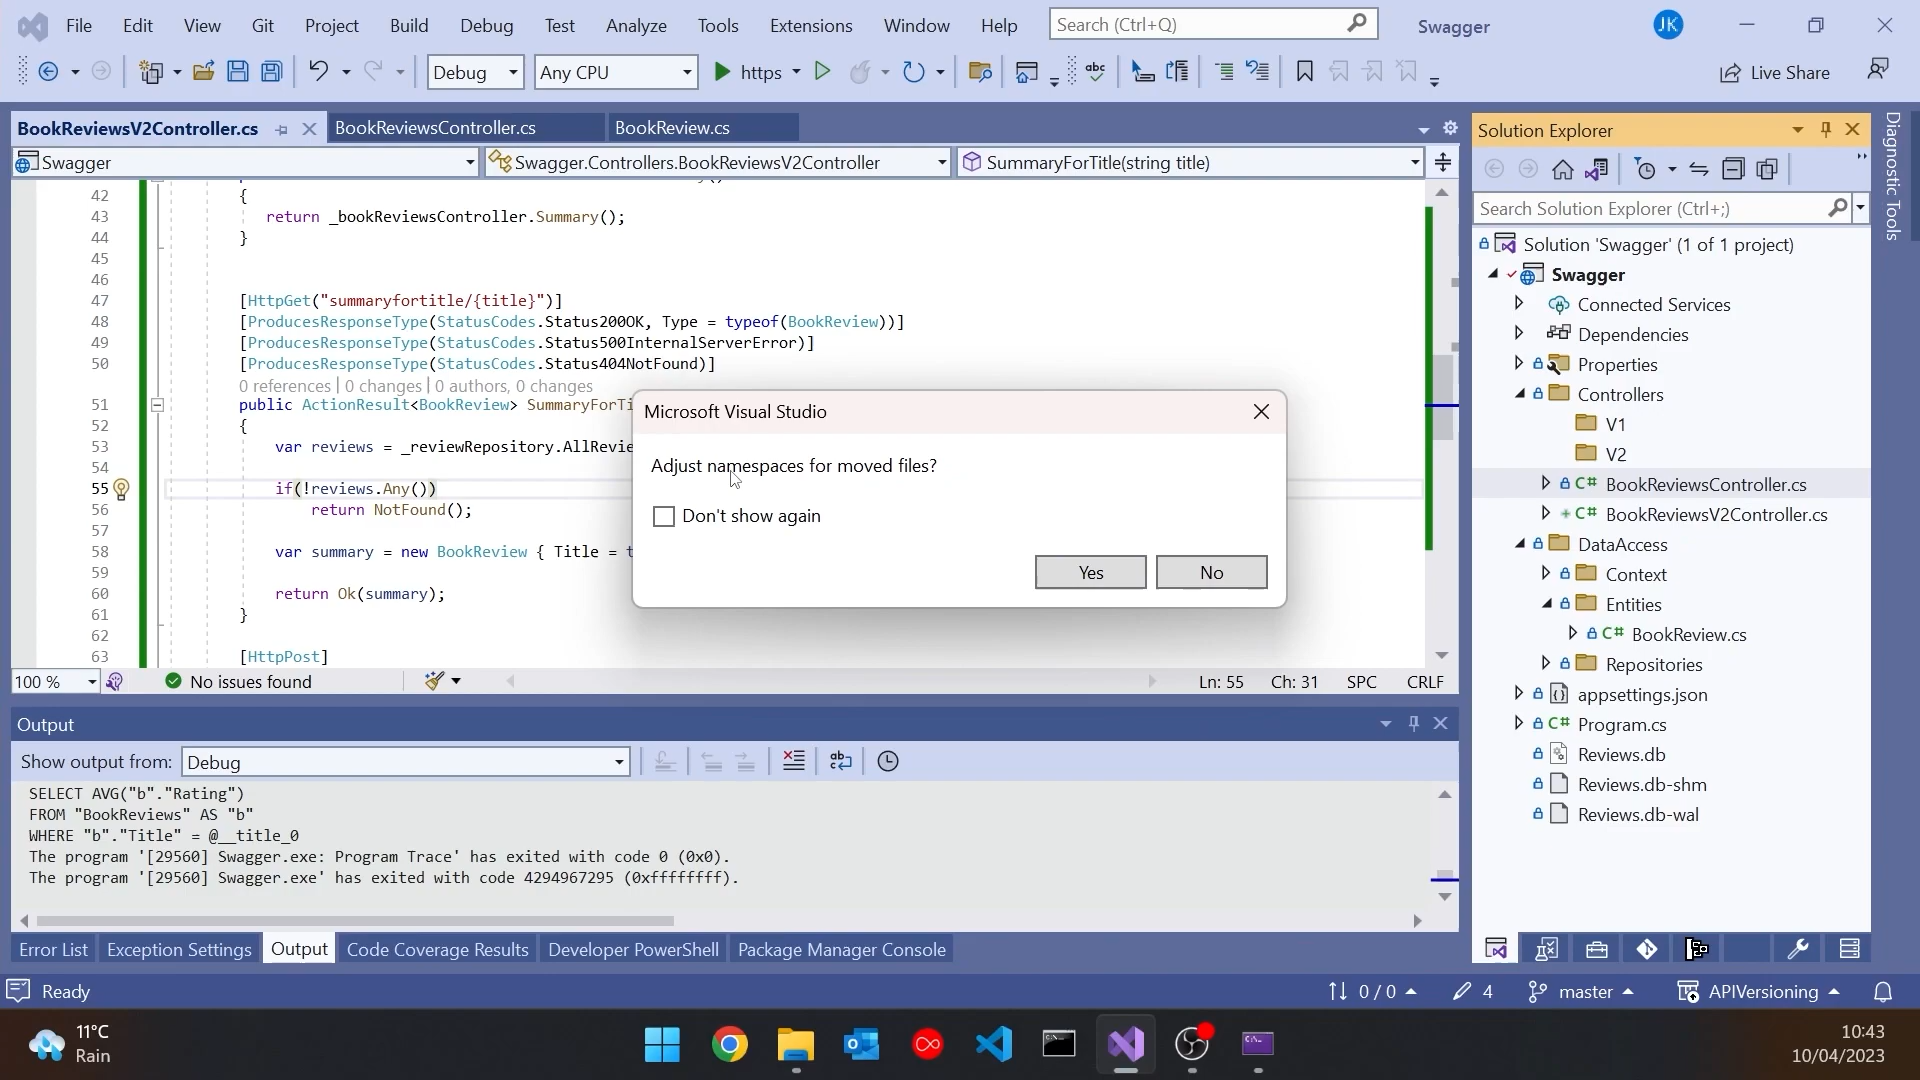 File Edit View Git Project Build Debug Test Analyze Tools Extensions Window Help Search (Ctrl+Q) Swagger JK
Debug Any CPU https abc Live Share
BookReviewsV2Controller.cs BookReviewsController.cs BookReview.cs
Swagger Swagger.Controllers.BookReviewsV2Controller SummaryForTitle(string title)
42 {
43 return _bookReviewsController.Summary();
44 }
45
46
47 [HttpGet("summaryfortitle/{title}")]
48 [ProducesResponseType(StatusCodes.Status200OK, Type = typeof(BookReview))]
49 [ProducesResponseType(StatusCodes.Status500InternalServerError)]
50 [ProducesResponseType(StatusCodes.Status404NotFound)]
0 references | 0 changes | 0 authors, 0 changes
51 public ActionResult<BookReview> SummaryForTi
52 {
53 var reviews = _reviewRepository.AllRevie
54
55 if(!reviews.Any())
56 return NotFound();
57
58 var summary = new BookReview { Title = t
59
60 return Ok(summary);
61 }
62
63 [HttpPost]
100 % No issues found Ln: 55 Ch: 31 SPC CRLF
Microsoft Visual Studio
Adjust namespaces for moved files?
Don't show again
Yes No
Output
Show output from: Debug
SELECT AVG("b"."Rating")
FROM "BookReviews" AS "b"
WHERE "b"."Title" = @__title_0
The program '[29560] Swagger.exe: Program Trace' has exited with code 0 (0x0).
The program '[29560] Swagger.exe' has exited with code 4294967295 (0xffffffff).
Error List Exception Settings Output Code Coverage Results Developer PowerShell Package Manager Console
Solution Explorer
Search Solution Explorer (Ctrl+;)
Solution 'Swagger' (1 of 1 project)
Swagger
Connected Services
Dependencies
Properties
Controllers
V1
V2
C# BookReviewsController.cs
C# BookReviewsV2Controller.cs
DataAccess
Context
Entities
C# BookReview.cs
Repositories
appsettings.json
C# Program.cs
Reviews.db
Reviews.db-shm
Reviews.db-wal
Diagnostic Tools
Ready 0 / 0 4 master APIVersioning
11°C
Rain
10:43
10/04/2023